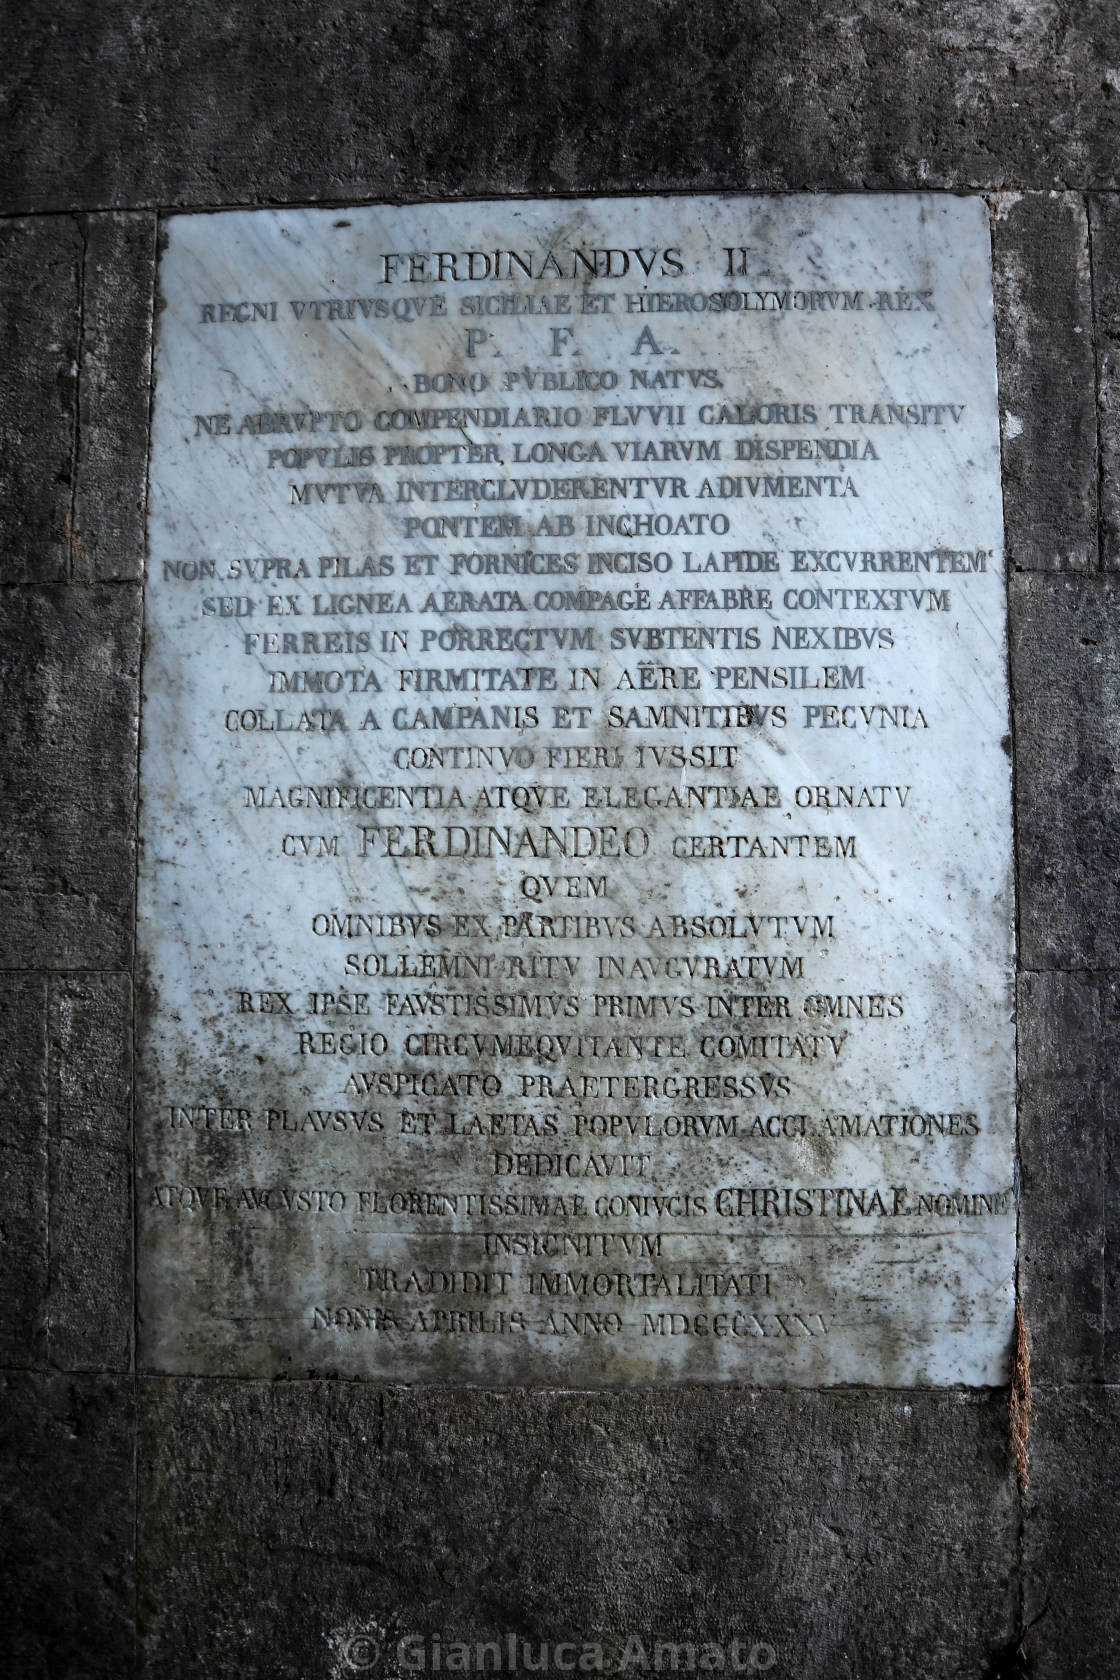 FERDINANDVS II.
REGNI VTRIVSQVE SICILIAE ET HIEROSOLYMORVM REX
P. F. A.
BONO PVBLICO NATVS.
NE ABRVPTO COMPENDIARIO FLVVII CALORIS TRANSITV
POPVLIS PROPTER LONGA VIARVM DISPENDIA
MVTVA INTERCLVDERENTVR ADIVMENTA
PONTEM AB INCHOATO
NON SVPRA PILAS ET FORNICES INCISO LAPIDE EXCVRRENTEM
SED EX LIGNEA AERATA COMPAGE AFFABRE CONTEXTVM
FERREIS IN PORRECTVM SVBTENTIS NEXIBVS
IMMOTA FIRMITATE IN AËRE PENSILEM
COLLATA A CAMPANIS ET SAMNITIBVS PECVNIA
CONTINVO FIERI IVSSIT
MAGNIFICENTIA ATQVE ELEGANTIAE ORNATV
CVM FERDINANDEO CERTANTEM
QVEM
OMNIBVS EX PARTIBVS ABSOLVTVM
SOLLEMNI RITV INAVGVRATVM
REX IPSE FAVSTISSIMVS PRIMVS INTER OMNES
REGIO CIRCVMEQVITANTE COMITATV
AVSPICATO PRAETERGRESSVS
INTER PLAVSVS ET LAETAS POPVLORVM ACCLAMATIONES
DEDICAVIT
ATQVE AVGVSTO FLORENTISSIMAE CONIVGIS CHRISTINAE NOMINE
INSIGNITVM
TRADIDIT IMMORTALITATI
NONIS APRILIS ANNO MDCCCXXXV
© Gianluca Amato